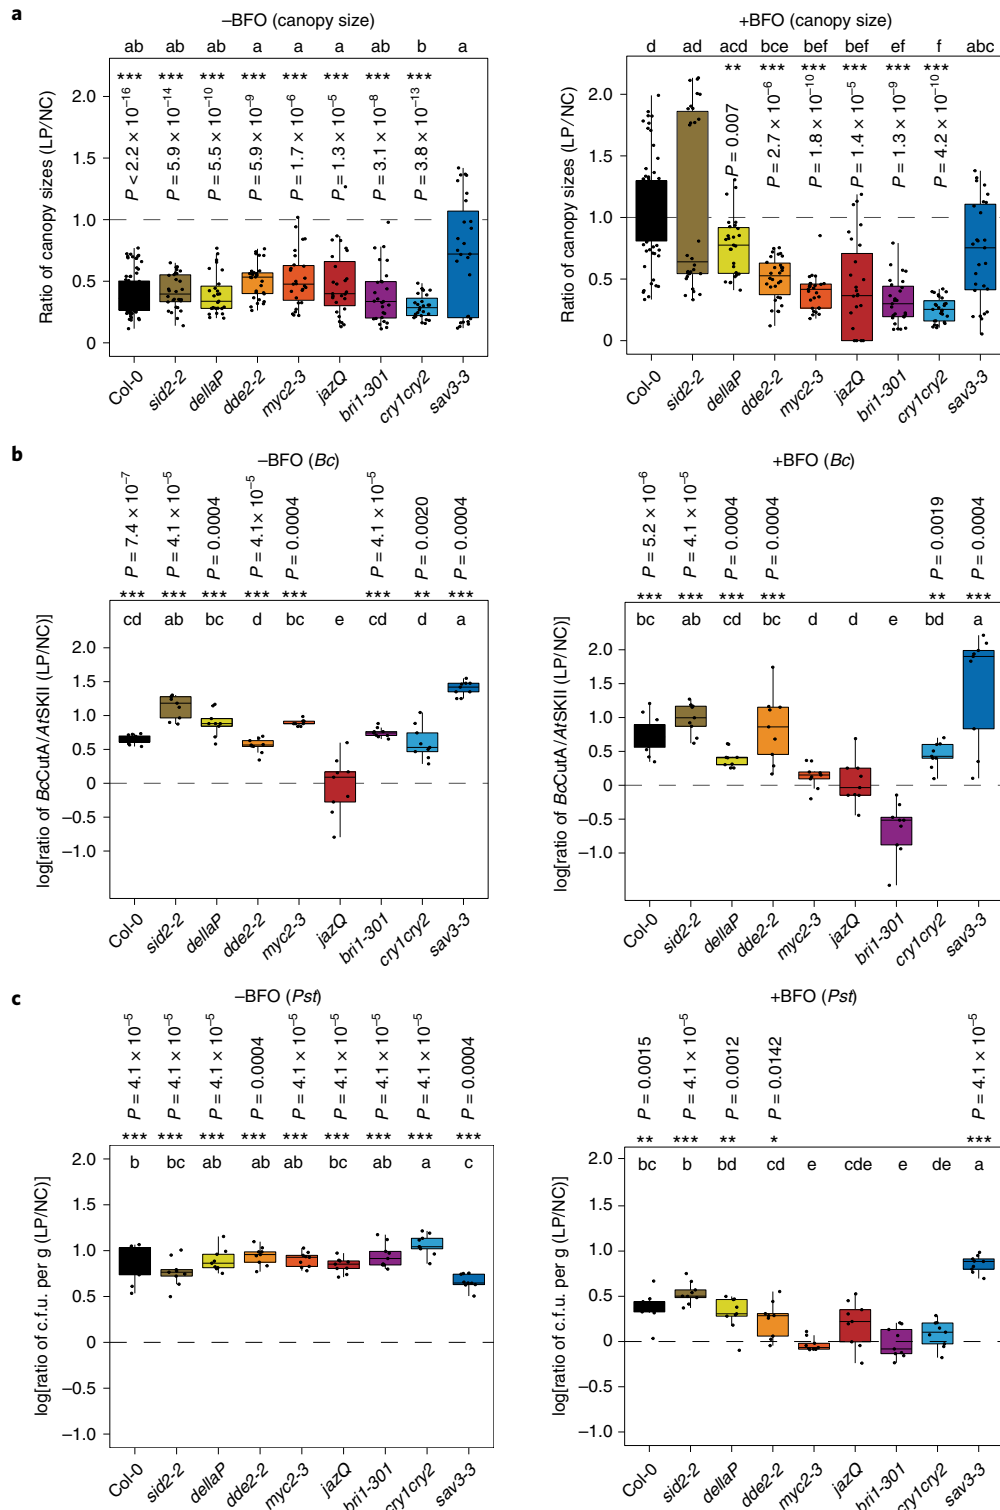 a
–BFO (canopy size)
ab ab ab a a a ab b a
*** *** *** *** *** *** *** ***
P < 2.2 × 10⁻¹⁶
P = 5.9 × 10⁻¹⁴
P = 5.5 × 10⁻¹⁰
P = 5.9 × 10⁻⁹
P = 1.7 × 10⁻⁶
P = 1.3 × 10⁻⁵
P = 3.1 × 10⁻⁸
P = 3.8 × 10⁻¹³
Ratio of canopy sizes (LP/NC)
2.0
1.5
1.0
0.5
0
Col-0 sid2-2 dellaP dde2-2 myc2-3 jazQ bri1-301 cry1cry2 sav3-3
+BFO (canopy size)
d ad acd bce bef bef ef f abc
** *** *** *** *** ***
P = 0.007
P = 2.7 × 10⁻⁶
P = 1.8 × 10⁻¹⁰
P = 1.4 × 10⁻⁵
P = 1.3 × 10⁻⁹
P = 4.2 × 10⁻¹⁰
Ratio of canopy sizes (LP/NC)
2.0
1.5
1.0
0.5
0
Col-0 sid2-2 dellaP dde2-2 myc2-3 jazQ bri1-301 cry1cry2 sav3-3
b
–BFO (Bc)
P = 7.4 × 10⁻⁷
P = 4.1 × 10⁻⁵
P = 0.0004
P = 4.1 × 10⁻⁵
P = 0.0004
P = 4.1 × 10⁻⁵
P = 0.0020
P = 0.0004
*** *** *** *** *** *** ** ***
cd ab bc d bc e cd d a
log[ratio of BcCutA/AtSKII (LP/NC)]
2.0
1.5
1.0
0.5
0
–0.5
–1.0
Col-0 sid2-2 dellaP dde2-2 myc2-3 jazQ bri1-301 cry1cry2 sav3-3
+BFO (Bc)
P = 5.2 × 10⁻⁶
P = 4.1 × 10⁻⁵
P = 0.0004
P = 0.0004
P = 0.0019
P = 0.0004
*** *** *** *** ** ***
bc ab cd bc d d e bd a
log[ratio of BcCutA/AtSKII (LP/NC)]
2.0
1.5
1.0
0.5
0
–0.5
–1.0
Col-0 sid2-2 dellaP dde2-2 myc2-3 jazQ bri1-301 cry1cry2 sav3-3
c
–BFO (Pst)
P = 4.1 × 10⁻⁵
P = 4.1 × 10⁻⁵
P = 4.1 × 10⁻⁵
P = 0.0004
P = 4.1 × 10⁻⁵
P = 4.1 × 10⁻⁵
P = 4.1 × 10⁻⁵
P = 4.1 × 10⁻⁵
P = 0.0004
*** *** *** *** *** *** *** *** ***
b bc ab ab ab bc ab a c
log[ratio of c.f.u. per g (LP/NC)]
2.0
1.5
1.0
0.5
0
–0.5
–1.0
Col-0 sid2-2 dellaP dde2-2 myc2-3 jazQ bri1-301 cry1cry2 sav3-3
+BFO (Pst)
P = 0.0015
P = 4.1 × 10⁻⁵
P = 0.0012
P = 0.0142
P = 4.1 × 10⁻⁵
** *** ** * ***
bc b bd cd e cde e de a
log[ratio of c.f.u. per g (LP/NC)]
2.0
1.5
1.0
0.5
0
–0.5
–1.0
Col-0 sid2-2 dellaP dde2-2 myc2-3 jazQ bri1-301 cry1cry2 sav3-3